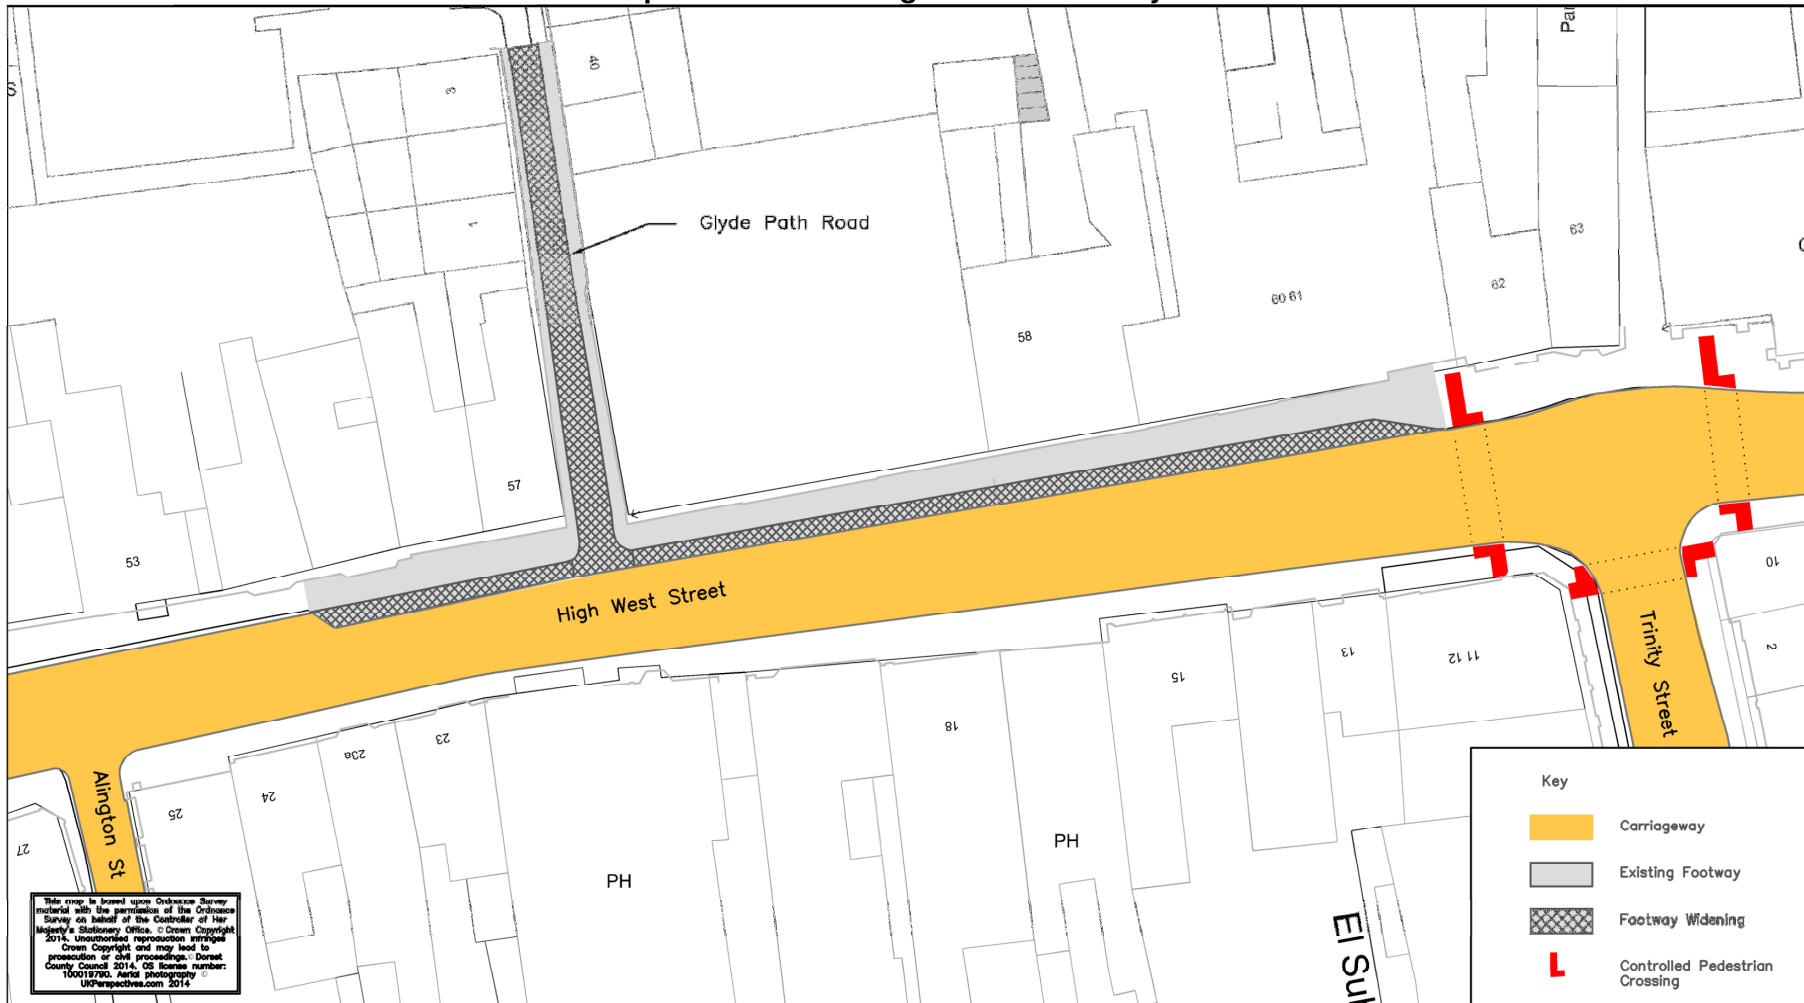 40
3
1
Glyde Path Road
63
62
60 61
58
57
53
High West Street
10
2
Trinity Street
13
11 12
15
18
23
23a
24
25
27
Alington St
PH
PH
Key
Carriageway
Existing Footway
Footway Widening
Controlled Pedestrian
Crossing
This map is based upon Ordnance Survey
material with the permission of the Ordnance
Survey on behalf of the Controller of Her
Majesty's Stationery Office. © Crown Copyright
2014. Unauthorised reproduction infringes
Crown Copyright and may lead to
prosecution or civil proceedings. Dorset
County Council 2014. OS license number:
100019790. Aerial photography ©
UKPerspectives.com 2014